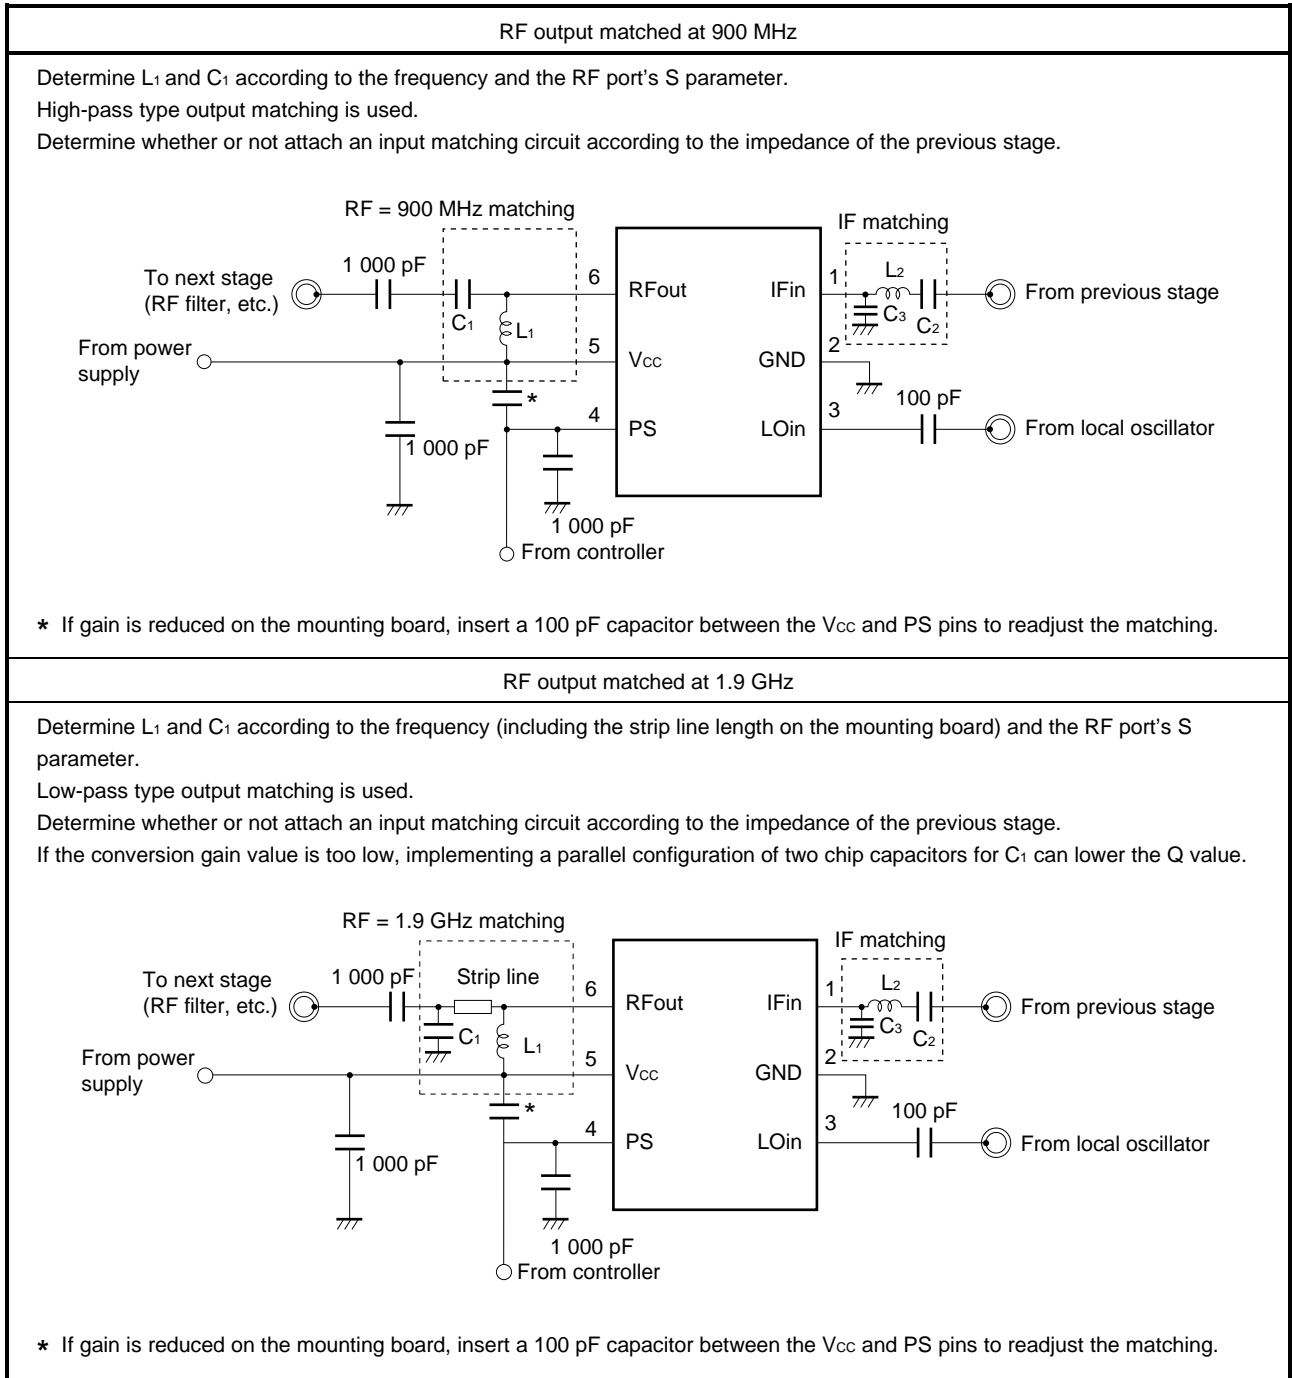 RF output matched at 900 MHz
Determine L1 and C1 according to the frequency and the RF port's S parameter.
High-pass type output matching is used.
Determine whether or not attach an input matching circuit according to the impedance of the previous stage.
RF = 900 MHz matching
IF matching
To next stage
(RF filter, etc.)
1 000 pF
C1
L1
6
RFout
IFin
1
L2
C3
C2
From previous stage
From power
supply
5
VCC
GND
2
*
4
PS
LOin
3
100 pF
From local oscillator
1 000 pF
1 000 pF
From controller
* If gain is reduced on the mounting board, insert a 100 pF capacitor between the VCC and PS pins to readjust the matching.
RF output matched at 1.9 GHz
Determine L1 and C1 according to the frequency (including the strip line length on the mounting board) and the RF port's S
parameter.
Low-pass type output matching is used.
Determine whether or not attach an input matching circuit according to the impedance of the previous stage.
If the conversion gain value is too low, implementing a parallel configuration of two chip capacitors for C1 can lower the Q value.
RF = 1.9 GHz matching
IF matching
To next stage
(RF filter, etc.)
1 000 pF
Strip line
C1
L1
6
RFout
IFin
1
L2
C3
C2
From previous stage
From power
supply
5
VCC
GND
2
*
4
PS
LOin
3
100 pF
From local oscillator
1 000 pF
1 000 pF
From controller
* If gain is reduced on the mounting board, insert a 100 pF capacitor between the VCC and PS pins to readjust the matching.